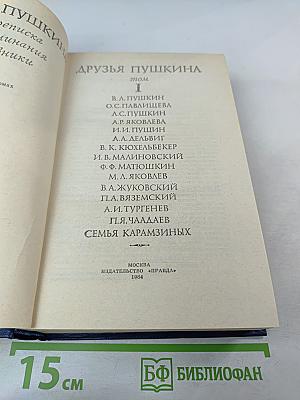 ПУШКИНА
ДРУЗЬЯ ПУШКИНА
том
I
В.Л.ПУШКИН
О.С.ПАВЛИЩЕВА
Л.С.ПУШКИН
А.Р.ЯКОВЛЕВА
И.И.ПУЩИН
А.А.ДЕЛЬВИГ
В.К.КЮХЕЛЬБЕКЕР
И.В.МАЛИНОВСКИЙ
Ф.Ф.МАТЮШКИН
М.Л.ЯКОВЛЕВ
В.А.ЖУКОВСКИЙ
П.А.ВЯЗЕМСКИЙ
А.И.ТУРГЕНЕВ
П.Я.ЧААДАЕВ
СЕМЬЯ КАРАМЗИНЫХ
МОСКВА
ИЗДАТЕЛЬСТВО «ПРАВДА»
1984
15 см
БФ БИБЛИОФАН